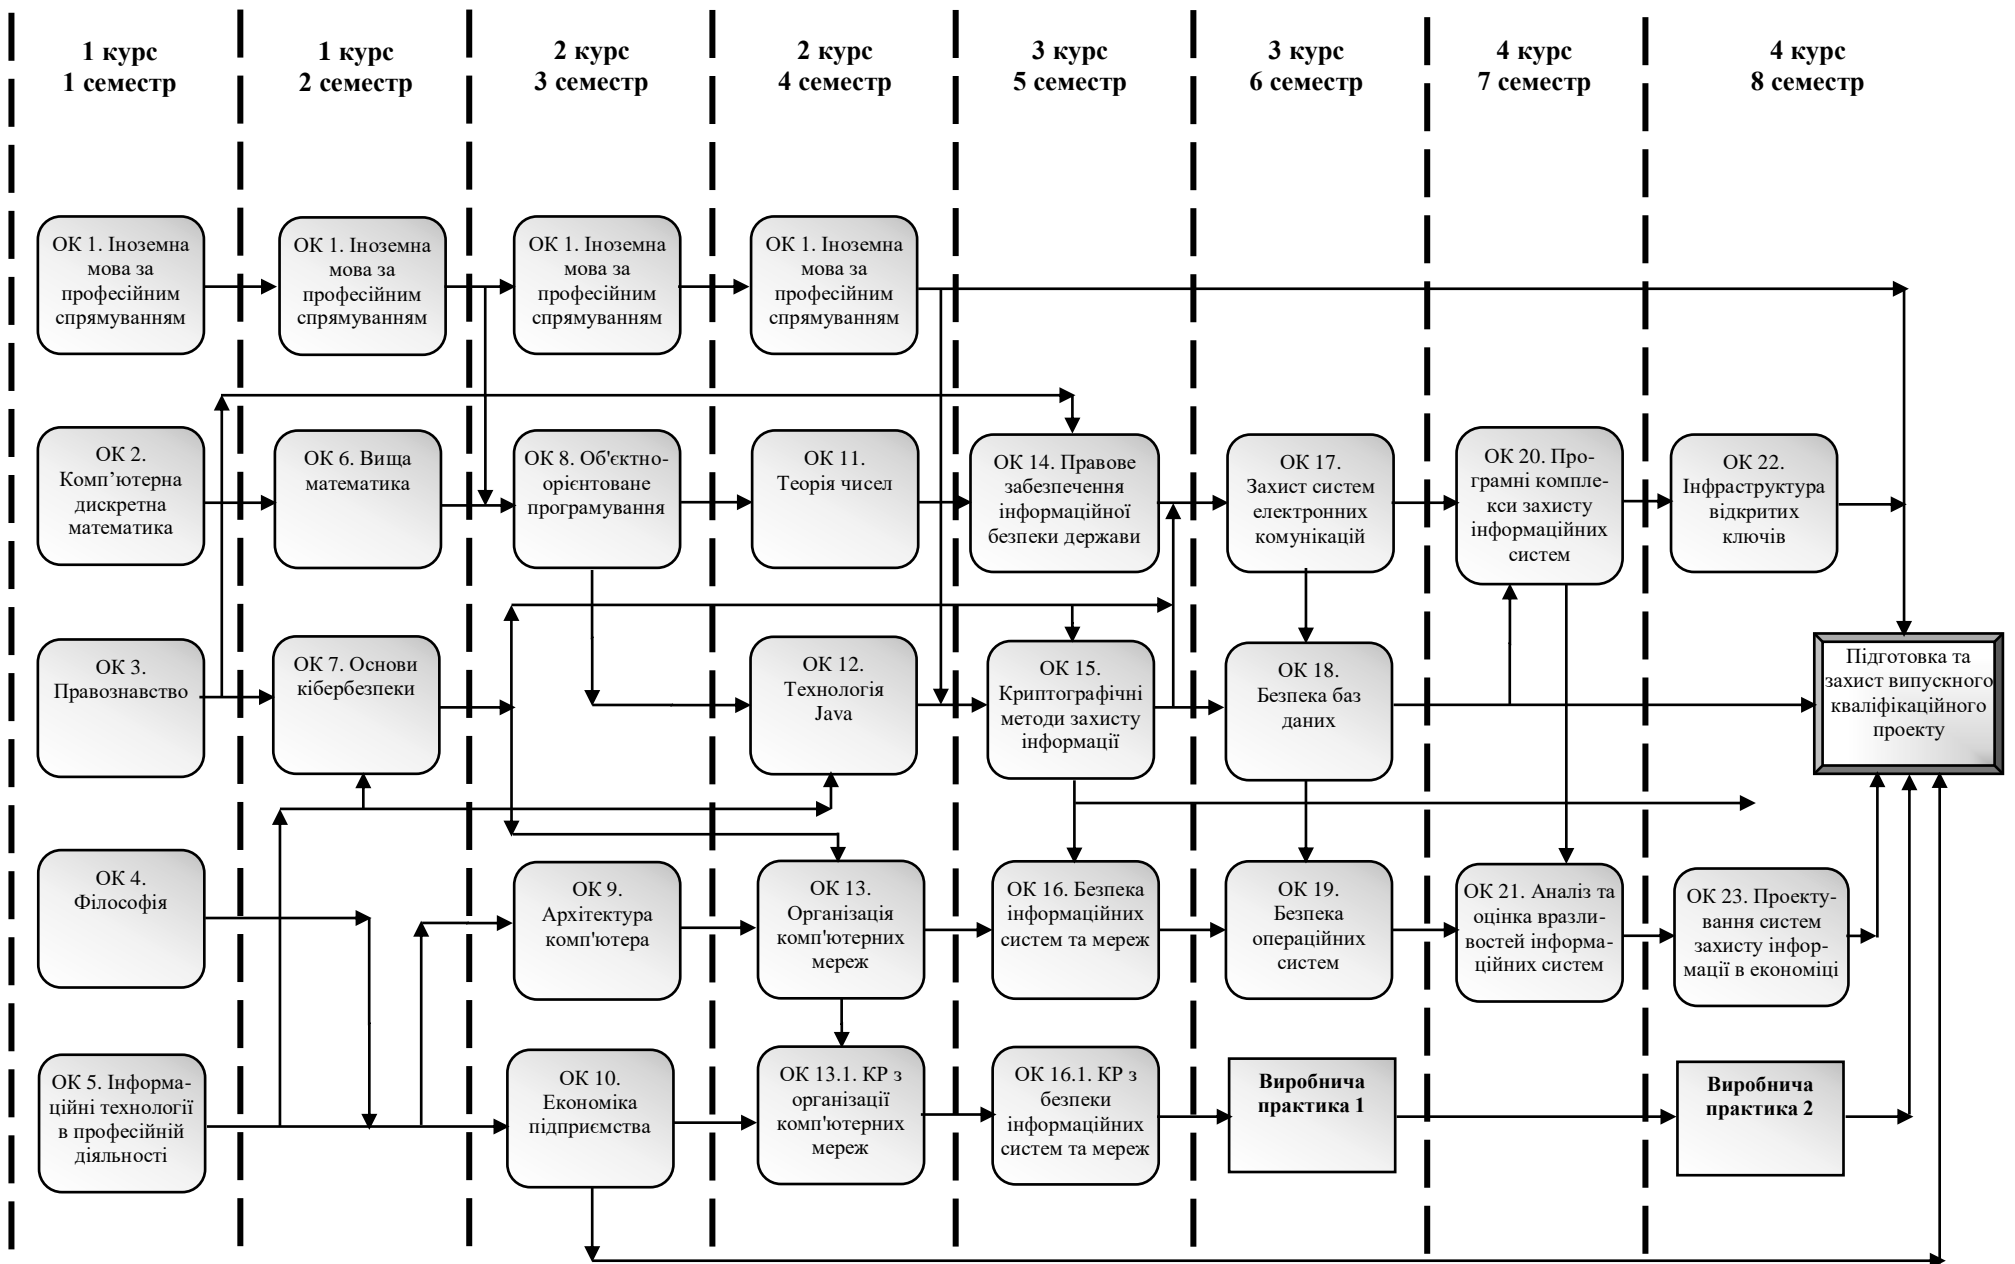 1 курс
1 семестр
1 курс
2 семестр
2 курс
3 семестр
2 курс
4 семестр
3 курс
5 семестр
3 курс
6 семестр
4 курс
7 семестр
4 курс
8 семестр
ОК 1. Іноземна
мова за
професійним
спрямуванням
ОК 1. Іноземна
мова за
професійним
спрямуванням
ОК 1. Іноземна
мова за
професійним
спрямуванням
ОК 1. Іноземна
мова за
професійним
спрямуванням
ОК 2.
Комп’ютерна
дискретна
математика
ОК 6. Вища
математика
ОК 8. Об'єктно-
орієнтоване
програмування
ОК 11.
Теорія чисел
ОК 14. Правове
забезпечення
інформаційної
безпеки держави
ОК 17.
Захист систем
електронних
комунікацій
ОК 20. Про-
грамні компле-
кси захисту
інформаційних
систем
ОК 22.
Інфраструктура
відкритих
ключів
ОК 3.
Правознавство
ОК 7. Основи
кібербезпеки
ОК 12.
Технологія
Java
ОК 15.
Криптографічні
методи захисту
інформації
ОК 18.
Безпека баз
даних
Підготовка та
захист випускного
кваліфікаційного
проекту
ОК 4.
Філософія
ОК 9.
Архітектура
комп'ютера
ОК 13.
Організація
комп'ютерних
мереж
ОК 16. Безпека
інформаційних
систем та мереж
ОК 19.
Безпека
операційних
систем
ОК 21. Аналіз та
оцінка вразли-
востей інформа-
ційних систем
ОК 23. Проекту-
вання систем
захисту інфор-
мації в економіці
ОК 5. Інформа-
ційні технології
в професійній
діяльності
ОК 10.
Економіка
підприємства
ОК 13.1. КР з
організації
комп'ютерних
мереж
ОК 16.1. КР з
безпеки
інформаційних
систем та мереж
Виробнича
практика 1
Виробнича
практика 2